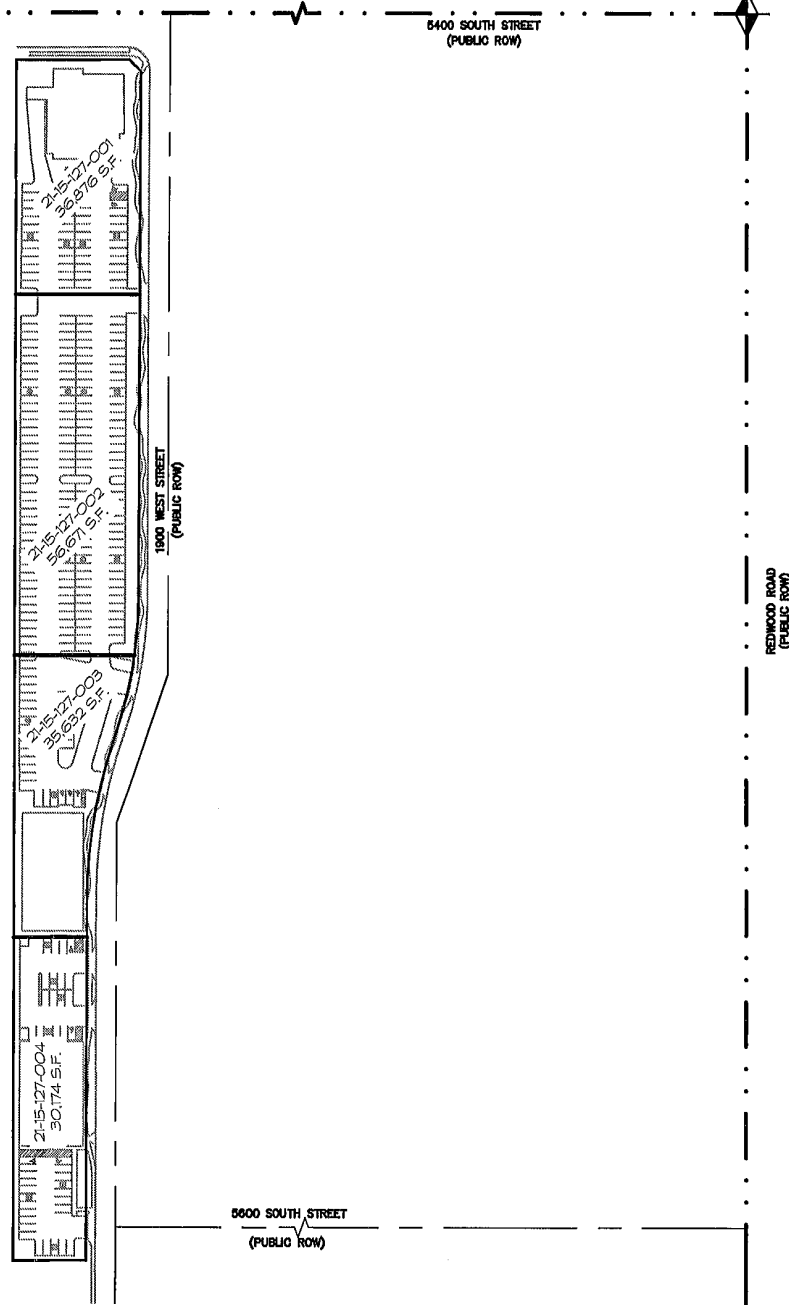 5400 SOUTH STREET
(PUBLIC ROW)
21-15-127-001
36,876 S.F.
1900 WEST STREET
(PUBLIC ROW)
21-15-127-002
56,671 S.F.
REDWOOD ROAD
(PUBLIC ROW)
21-15-127-003
35,632 S.F.
21-15-127-004
30,174 S.F.
5600 SOUTH STREET
(PUBLIC ROW)